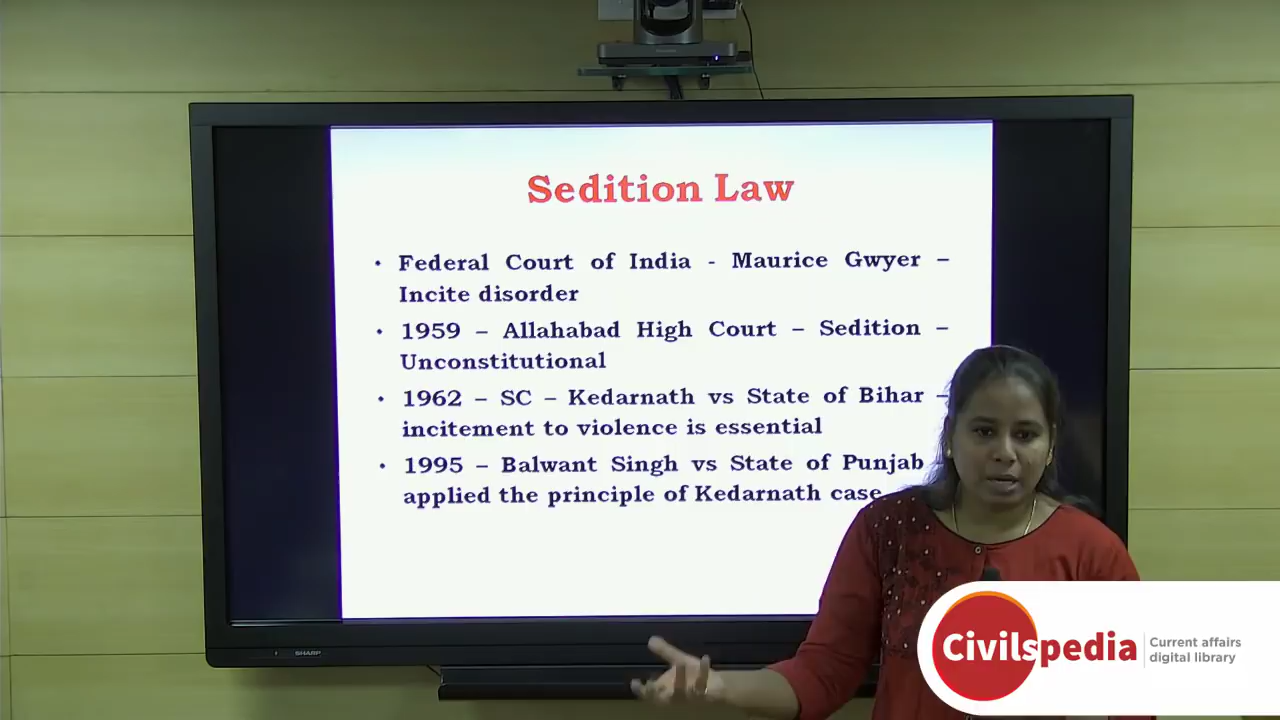 Sedition Law
• Federal Court of India - Maurice Gwyer –
Incite disorder
• 1959 – Allahabad High Court – Sedition –
Unconstitutional
• 1962 – SC – Kedarnath vs State of Bihar –
incitement to violence is essential
• 1995 – Balwant Singh vs State of Punjab
applied the principle of Kedarnath case
SHARP
Civilspedia
Current affairs
digital library